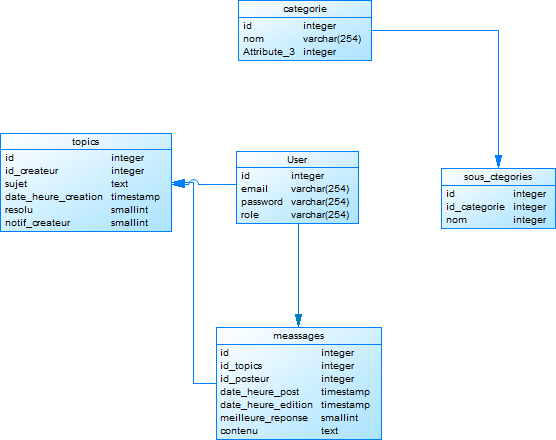 categorie
id integer
nom varchar(254)
Attribute_3 integer
topics
id integer
id_createur integer
sujet text
date_heure_creation timestamp
resolu smallint
notif_createur smallint
User
id integer
email varchar(254)
password varchar(254)
role varchar(254)
sous_ctegories
id integer
id_categorie integer
nom integer
meassages
id integer
id_topics integer
id_posteur integer
date_heure_post timestamp
date_heure_edition timestamp
meilleure_reponse smallint
contenu text